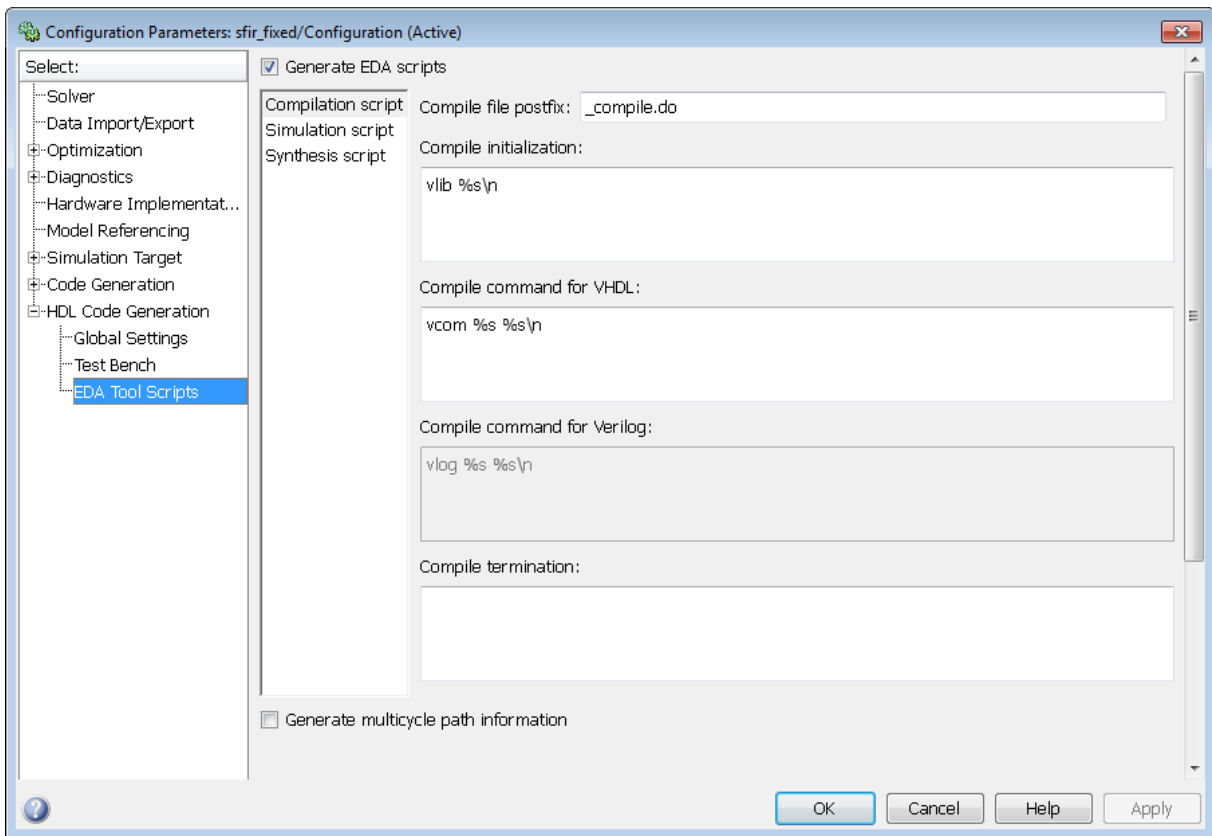 Configuration Parameters: sfir_fixed/Configuration (Active)
Select:
Solver
Data Import/Export
Optimization
Diagnostics
Hardware Implementat...
Model Referencing
Simulation Target
Code Generation
HDL Code Generation
Global Settings
Test Bench
EDA Tool Scripts
Generate EDA scripts
Compilation script
Simulation script
Synthesis script
Compile file postfix: _compile.do
Compile initialization:
vlib %s\n
Compile command for VHDL:
vcom %s %s\n
Compile command for Verilog:
vlog %s %s\n
Compile termination:
Generate multicycle path information
OK Cancel Help Apply